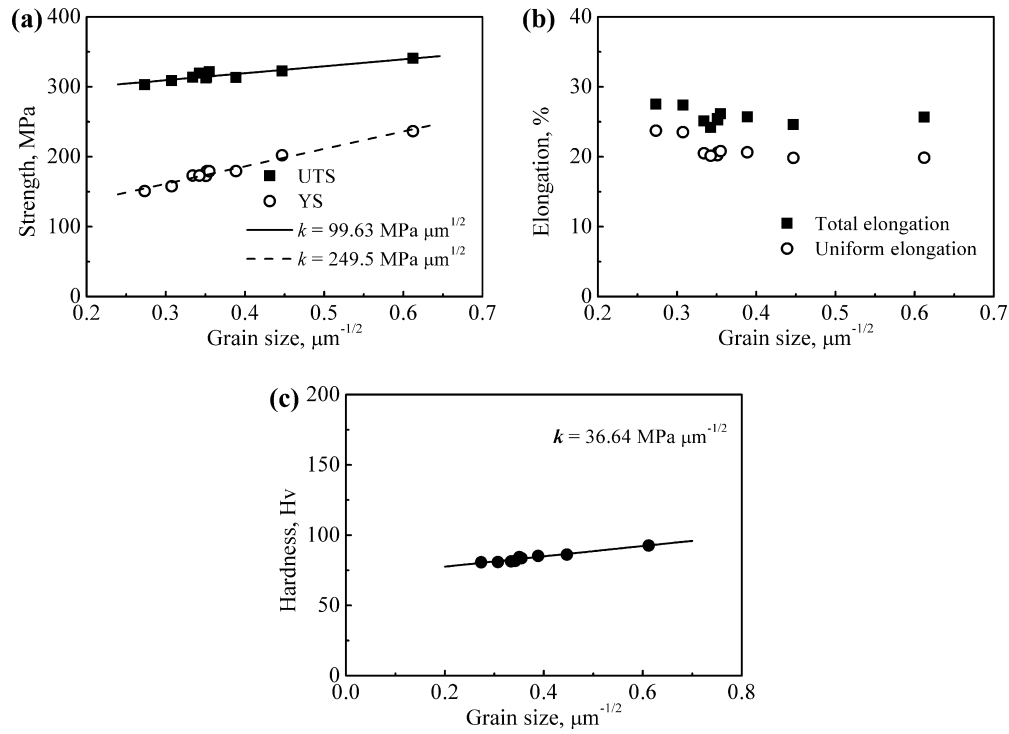 (a)
400
300
200
100
0
Strength, MPa
UTS
YS
k = 99.63 MPa μm^1/2
k = 249.5 MPa μm^1/2
0.2 0.3 0.4 0.5 0.6 0.7
Grain size, μm^-1/2
(b)
40
30
20
10
0
Elongation, %
Total elongation
Uniform elongation
0.2 0.3 0.4 0.5 0.6 0.7
Grain size, μm^-1/2
(c)
200
150
100
50
0
Hardness, Hv
k = 36.64 MPa μm^-1/2
0.0 0.2 0.4 0.6 0.8
Grain size, μm^-1/2